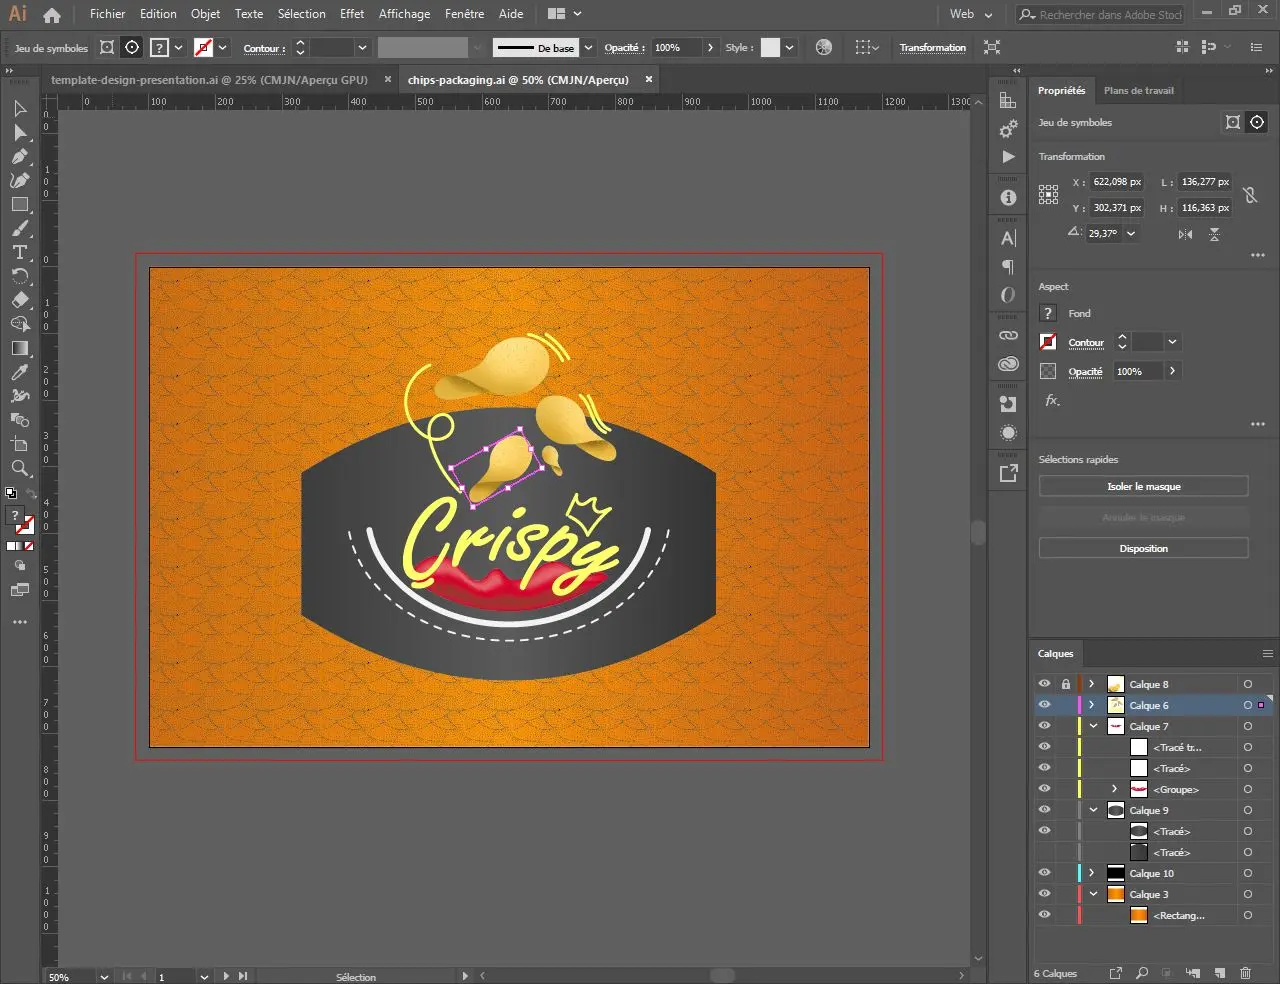 Ai Fichier Edition Objet Texte Sélection Effet Affichage Fenêtre Aide Web Rechercher dans Adobe Stoc
Jeu de symboles ? Contour : De base Opacité : 100% Style : Transformation
template-design-presentation.ai @ 25% (CMJN/Aperçu GPU) × chips-packaging.ai @ 50% (CMJN/Aperçu) ×
0 100 200 300 400 500 600 700 800 900 1000 1100 1200 1300
Propriétés Plans de travail
Jeu de symboles
Transformation
X : 622,098 px L : 136,277 px
Y : 302,371 px H : 116,363 px
29,37°
Aspect
? Fond
Contour
Opacité 100%
fx.
Sélections rapides
Isoler le masque
Annuler le masque
Disposition
Crispy
Calques
Calque 8
Calque 6
Calque 7
<Tracé tr...
<Tracé>
<Groupe>
Calque 9
<Tracé>
<Tracé>
Calque 10
Calque 3
<Rectang...
6 Calques
50% 1 Sélection